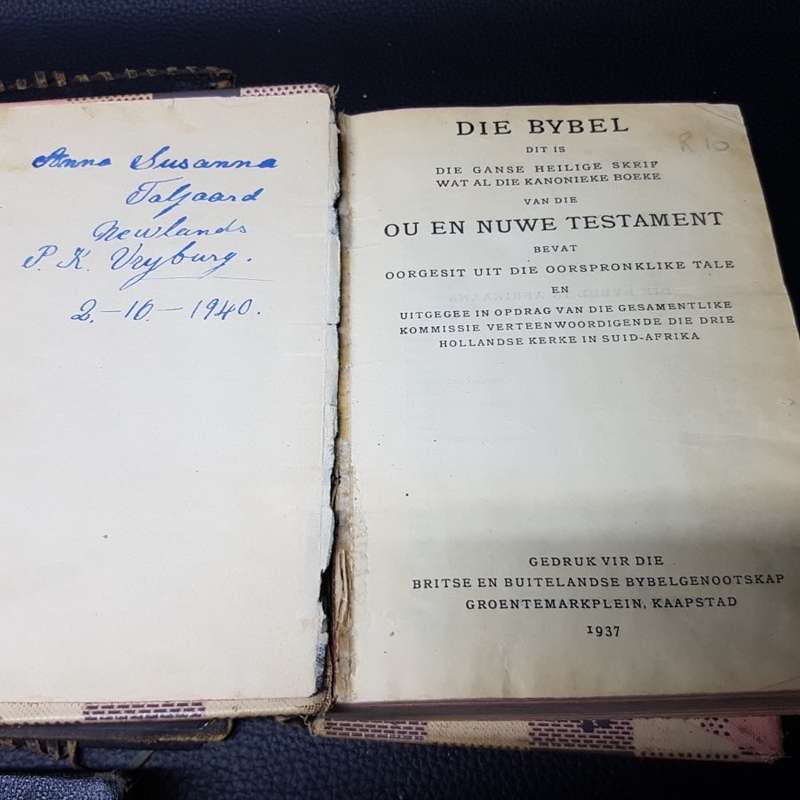 Anna Susanna
Taljaard
Newlands
P. K. Vryburg.
2.-10.-1940.
R10
DIE BYBEL
DIT IS
DIE GANSE HEILIGE SKRIF
WAT AL DIE KANONIEKE BOEKE
VAN DIE
OU EN NUWE TESTAMENT
BEVAT
OORGESIT UIT DIE OORSPRONKLIKE TALE
EN
UITGEGEE IN OPDRAG VAN DIE GESAMENTLIKE
KOMMISSIE VERTEENWOORDIGENDE DIE DRIE
HOLLANDSE KERKE IN SUID-AFRIKA
GEDRUK VIR DIE
BRITSE EN BUITELANDSE BYBELGENOOTSKAP
GROENTEMARKPLEIN, KAAPSTAD
1937